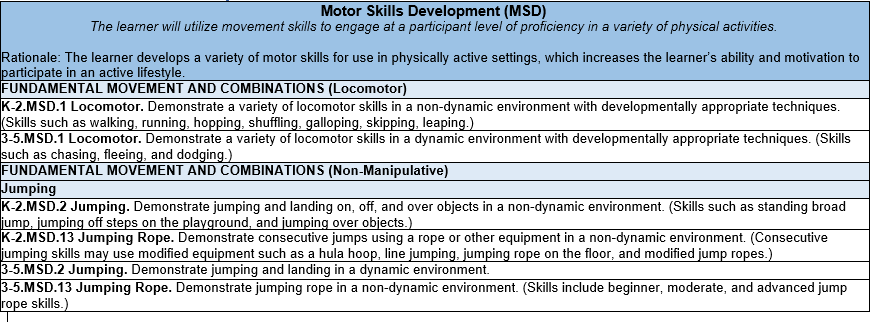 Motor Skills Development (MSD)
The learner will utilize movement skills to engage at a participant level of proficiency in a variety of physical activities.
Rationale: The learner develops a variety of motor skills for use in physically active settings, which increases the learner's ability and motivation to
participate in an active lifestyle.
FUNDAMENTAL MOVEMENT AND COMBINATIONS (Locomotor)
K-2.MSD.1 Locomotor. Demonstrate a variety of locomotor skills in a non-dynamic environment with developmentally appropriate techniques.
(Skills such as walking, running, hopping, shuffling, galloping, skipping, leaping.)
3-5.MSD.1 Locomotor. Demonstrate a variety of locomotor skills in a dynamic environment with developmentally appropriate techniques. (Skills
such as chasing, fleeing, and dodging.)
FUNDAMENTAL MOVEMENT AND COMBINATIONS (Non-Manipulative)
Jumping
K-2.MSD.2 Jumping. Demonstrate jumping and landing on, off, and over objects in a non-dynamic environment. (Skills such as standing broad
jump, jumping off steps on the playground, and jumping over objects.)
K-2.MSD.13 Jumping Rope. Demonstrate consecutive jumps using a rope or other equipment in a non-dynamic environment. (Consecutive
jumping skills may use modified equipment such as a hula hoop, line jumping, jumping rope on the floor, and modified jump ropes.)
3-5.MSD.2 Jumping. Demonstrate jumping and landing in a dynamic environment.
3-5.MSD.13 Jumping Rope. Demonstrate jumping rope in a non-dynamic environment. (Skills include beginner, moderate, and advanced jump
rope skills.)